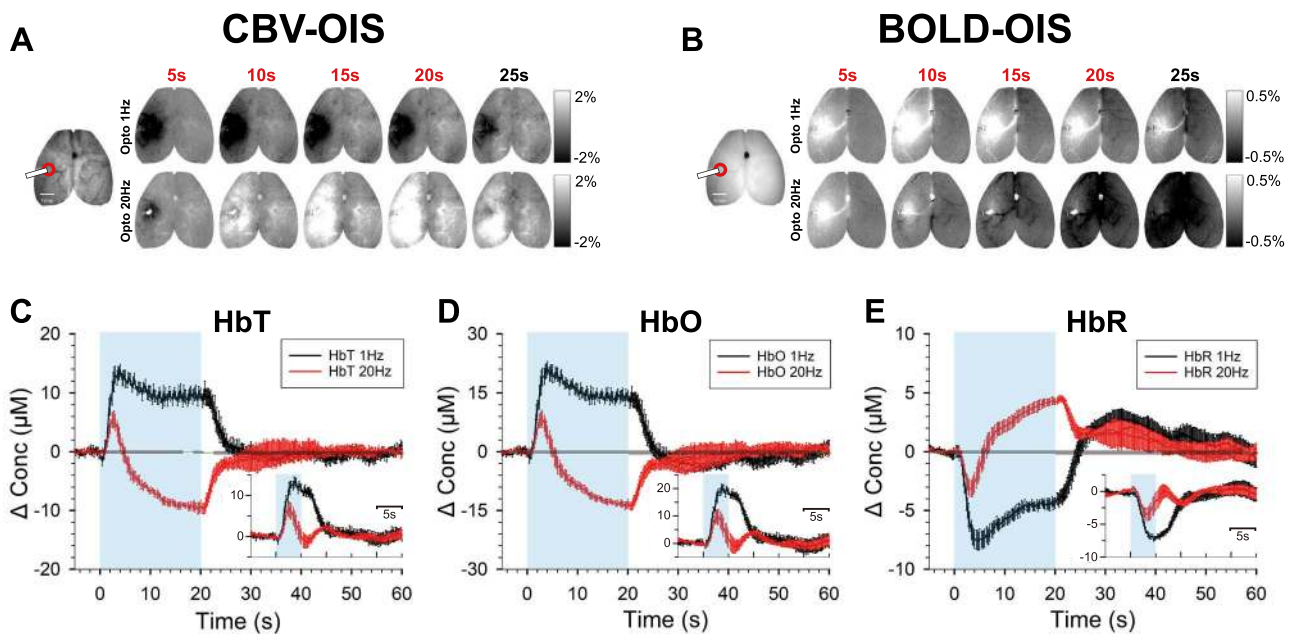 A
CBV-OIS
5s 10s 15s 20s 25s
Opto 1Hz
2%
-2%
Opto 20Hz
2%
-2%
B
BOLD-OIS
5s 10s 15s 20s 25s
Opto 1Hz
0.5%
-0.5%
Opto 20Hz
0.5%
-0.5%
C
HbT
Δ Conc (µM)
20
10
0
-10
-20
HbT 1Hz
HbT 20Hz
10
0
5s
0 10 20 30 40 50 60
Time (s)
D
HbO
Δ Conc (µM)
30
15
0
-15
-30
HbO 1Hz
HbO 20Hz
20
10
0
5s
0 10 20 30 40 50 60
Time (s)
E
HbR
Δ Conc (µM)
10
5
0
-5
-10
HbR 1Hz
HbR 20Hz
0
-5
-10
5s
0 10 20 30 40 50 60
Time (s)